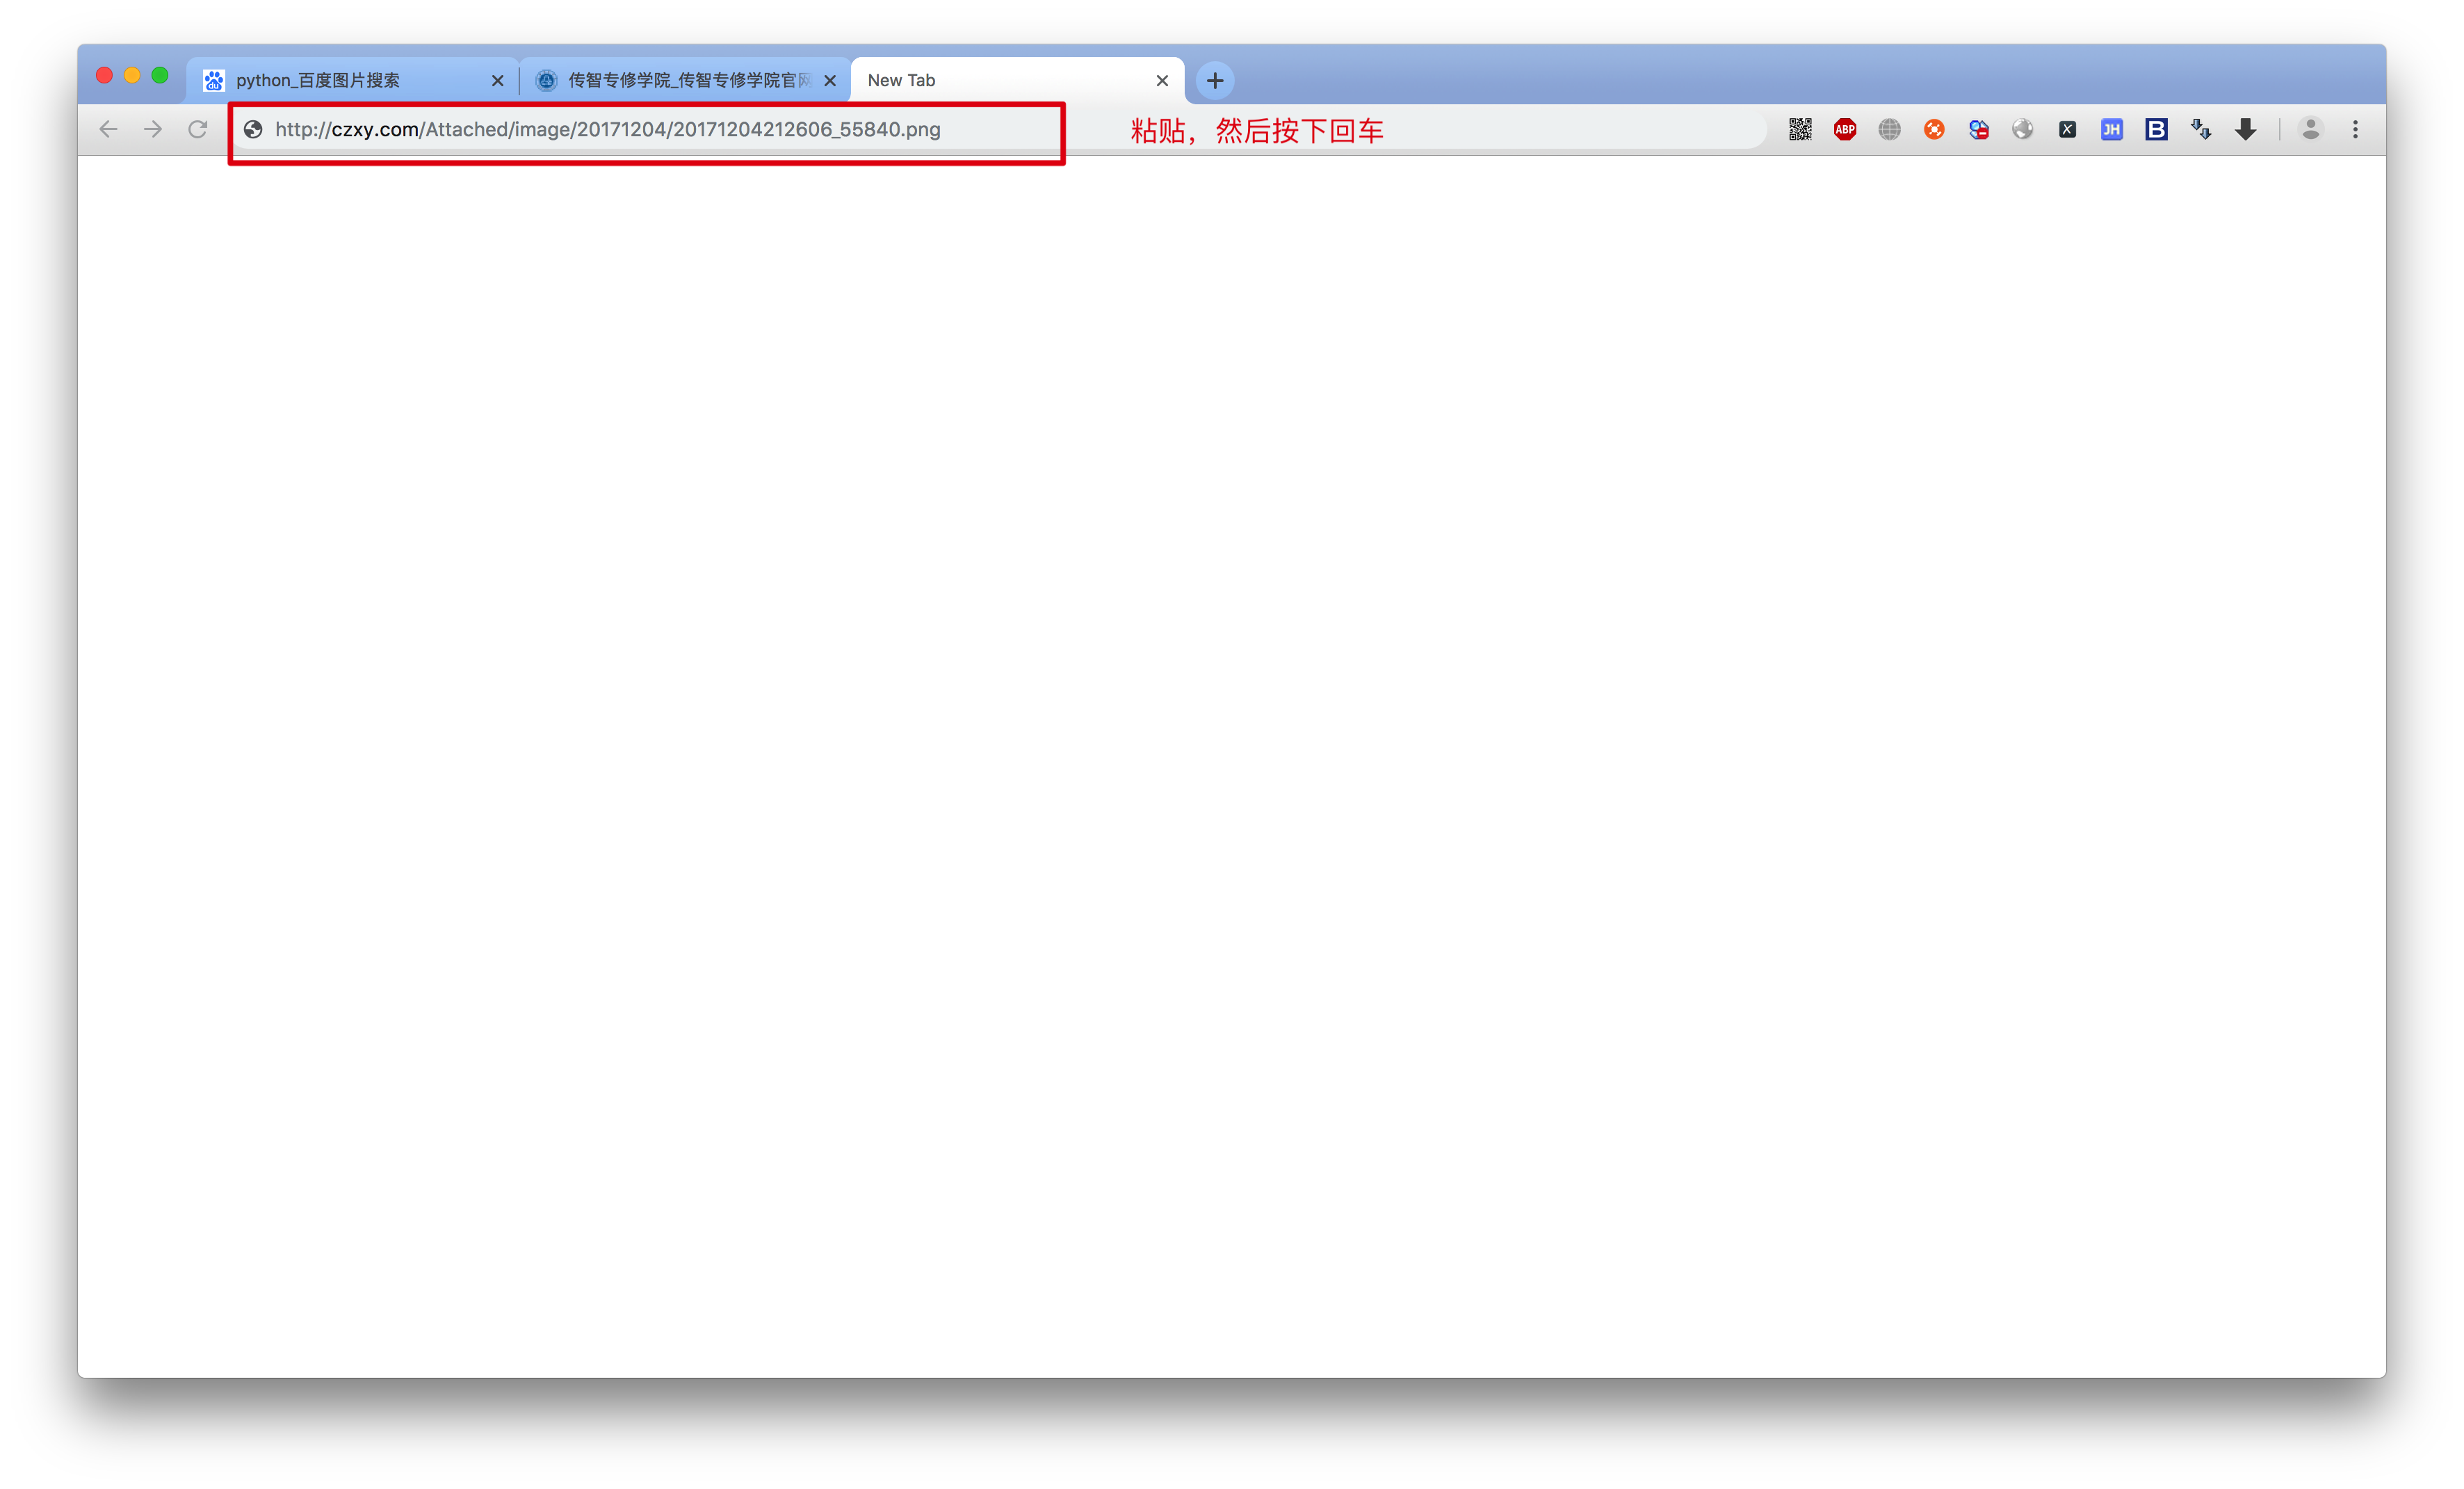 python_百度图片搜索
传智专修学院_传智专修学院官网
New Tab
http://czxy.com/Attached/image/20171204/20171204212606_55840.png
粘贴，然后按下回车
ABP
X
JH
B
du